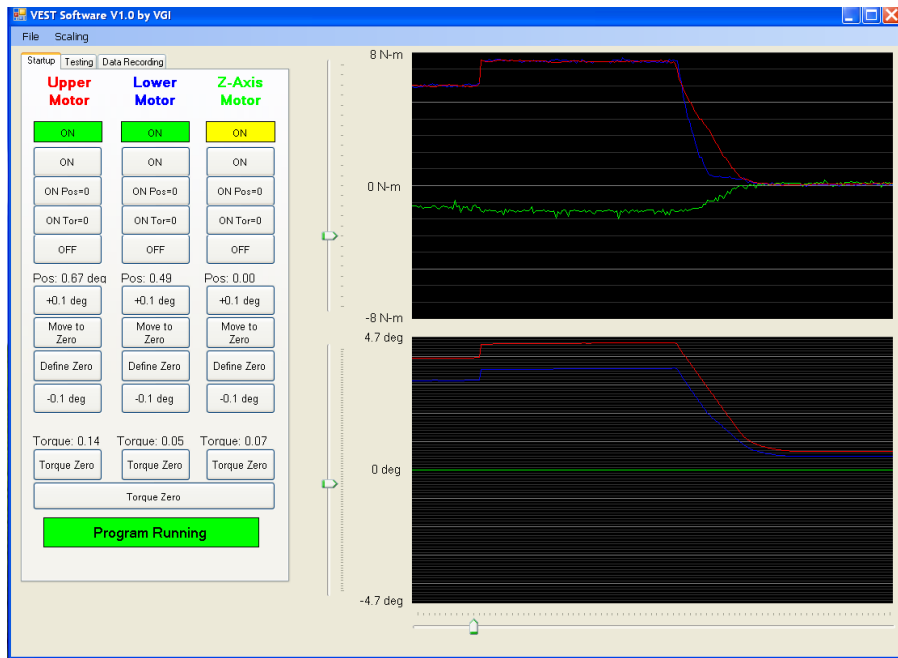 VEST Software V1.0 by VGI
File Scaling
Startup Testing Data Recording
Upper Motor Lower Motor Z-Axis Motor
ON ON ON
ON ON ON
ON Pos=0 ON Pos=0 ON Pos=0
ON Tor=0 ON Tor=0 ON Tor=0
OFF OFF OFF
Pos: 0.67 deg Pos: 0.49 Pos: 0.00
+0.1 deg +0.1 deg +0.1 deg
Move to Zero Move to Zero Move to Zero
Define Zero Define Zero Define Zero
-0.1 deg -0.1 deg -0.1 deg
Torque: 0.14 Torque: 0.05 Torque: 0.07
Torque Zero Torque Zero Torque Zero
Torque Zero
Program Running
8 N-m
0 N-m
-8 N-m
4.7 deg
0 deg
-4.7 deg